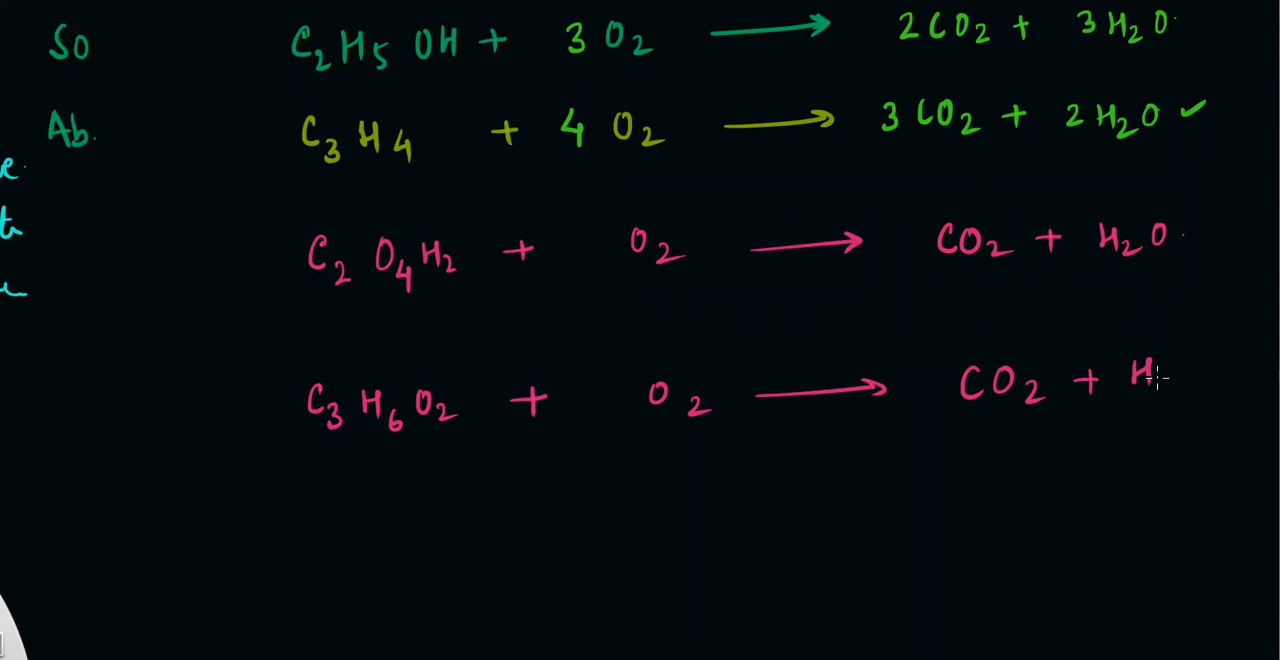 So C₂H₅OH + 3O₂ → 2CO₂ + 3H₂O.
Ab. C₃H₄ + 4O₂ → 3CO₂ + 2H₂O ✓
e.
C₂O₄H₂ + O₂ → CO₂ + H₂O.
C₃H₆O₂ + O₂ → CO₂ + H